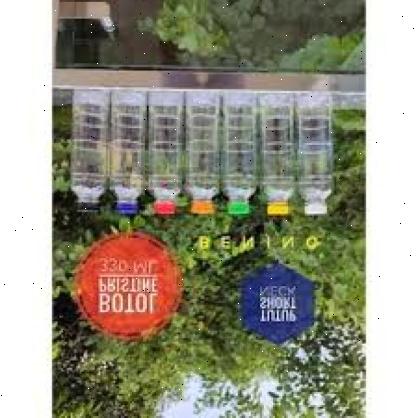 BOTOL
PRISTINE
330 ML
TUTUP
SHORT
NECK
BENING